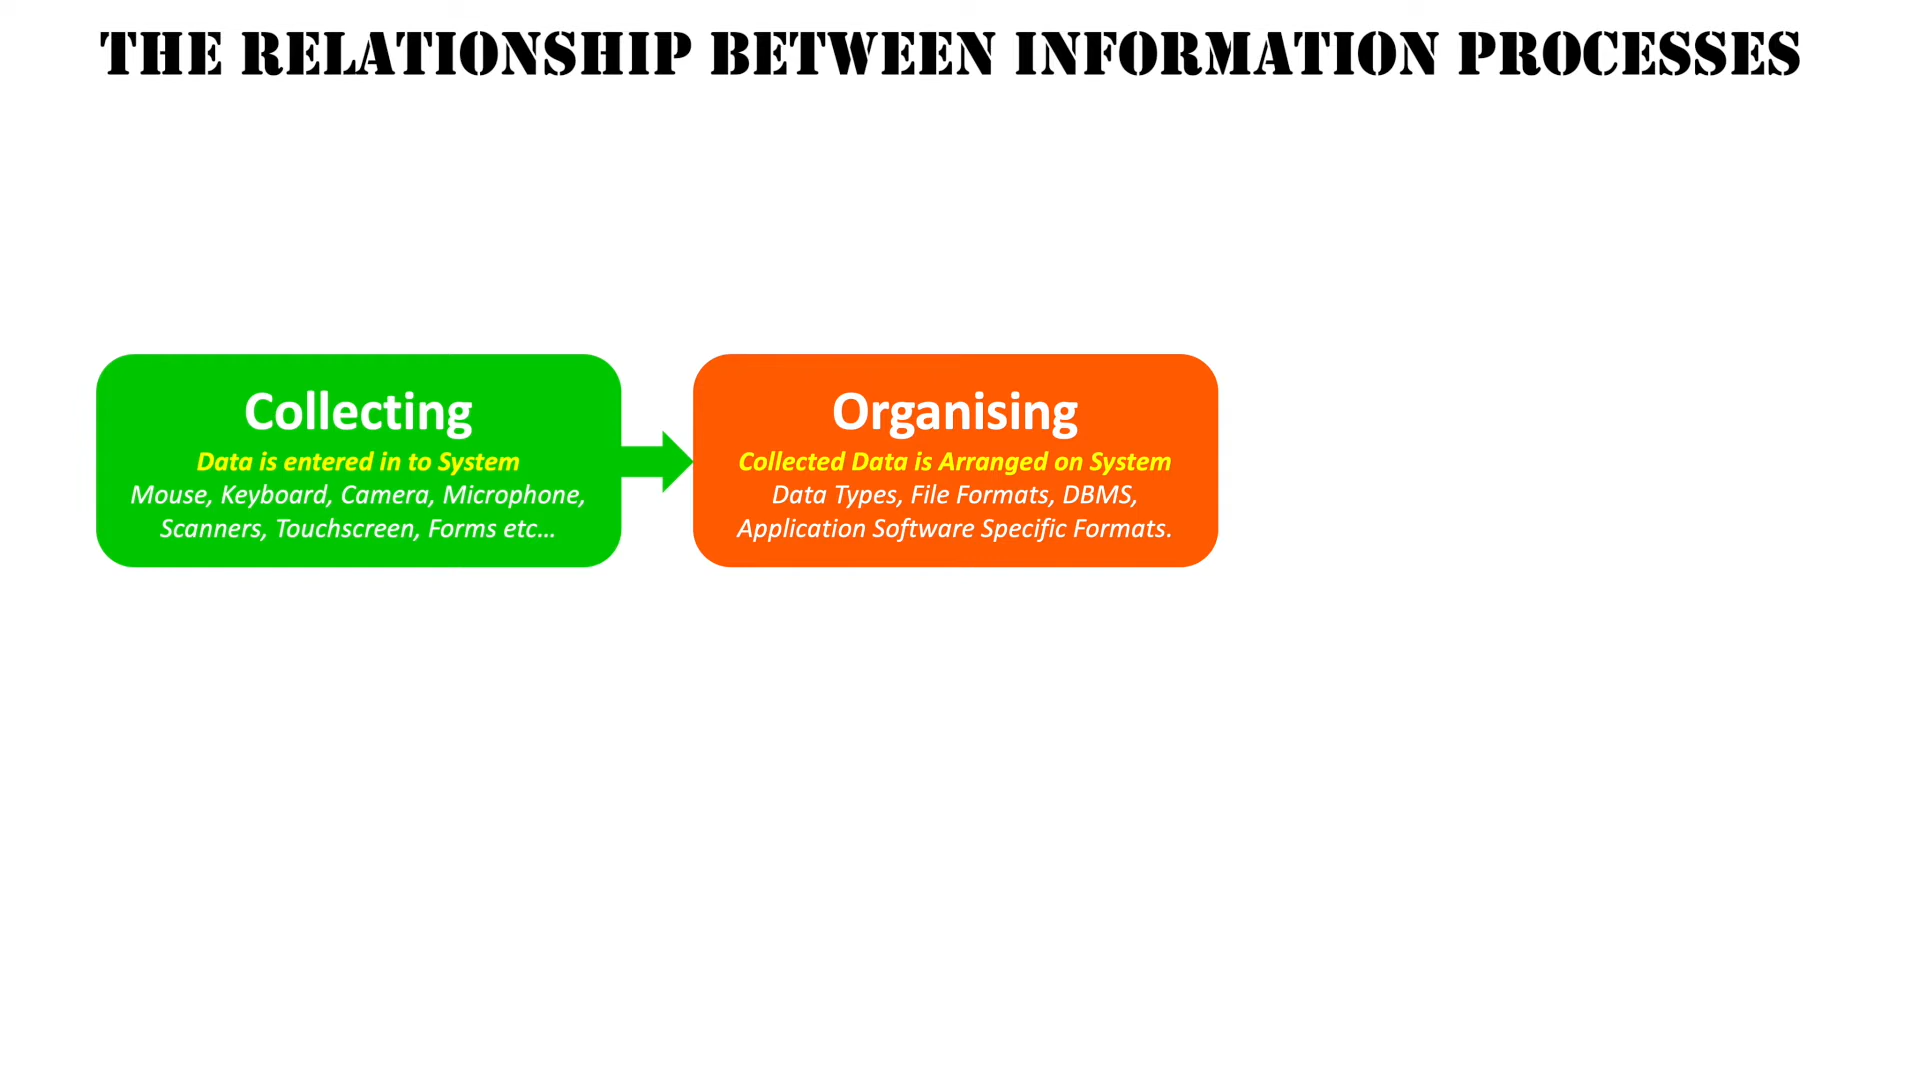 THE RELATIONSHIP BETWEEN INFORMATION PROCESSES
Collecting
Data is entered in to System
Mouse, Keyboard, Camera, Microphone,
Scanners, Touchscreen, Forms etc...
Organising
Collected Data is Arranged on System
Data Types, File Formats, DBMS,
Application Software Specific Formats.